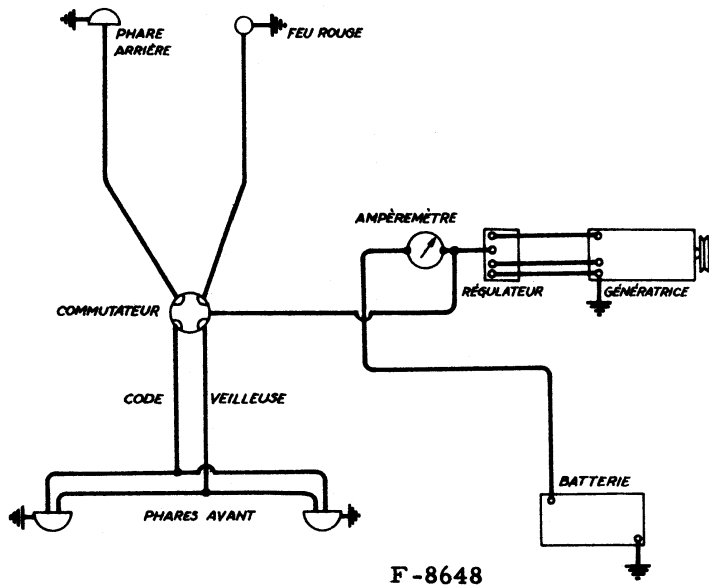 PHARE
ARRIÈRE
FEU ROUGE
AMPÈREMÈTRE
RÉGULATEUR
GÉNÉRATRICE
COMMUTATEUR
CODE
VEILLEUSE
BATTERIE
PHARES AVANT
F-8648